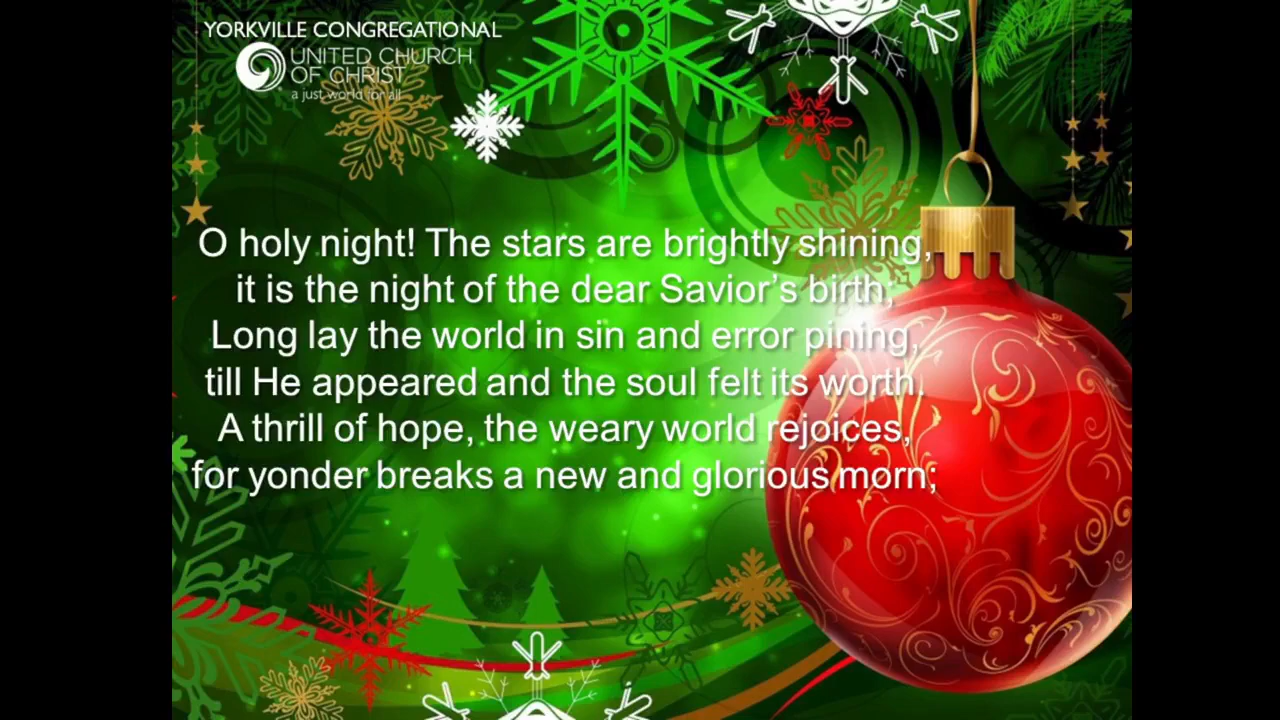 YORKVILLE CONGREGATIONAL
UNITED CHURCH
OF CHRIST
a just world for all
O holy night! The stars are brightly shining,
it is the night of the dear Savior’s birth;
Long lay the world in sin and error pining,
till He appeared and the soul felt its worth.
A thrill of hope, the weary world rejoices,
for yonder breaks a new and glorious morn;